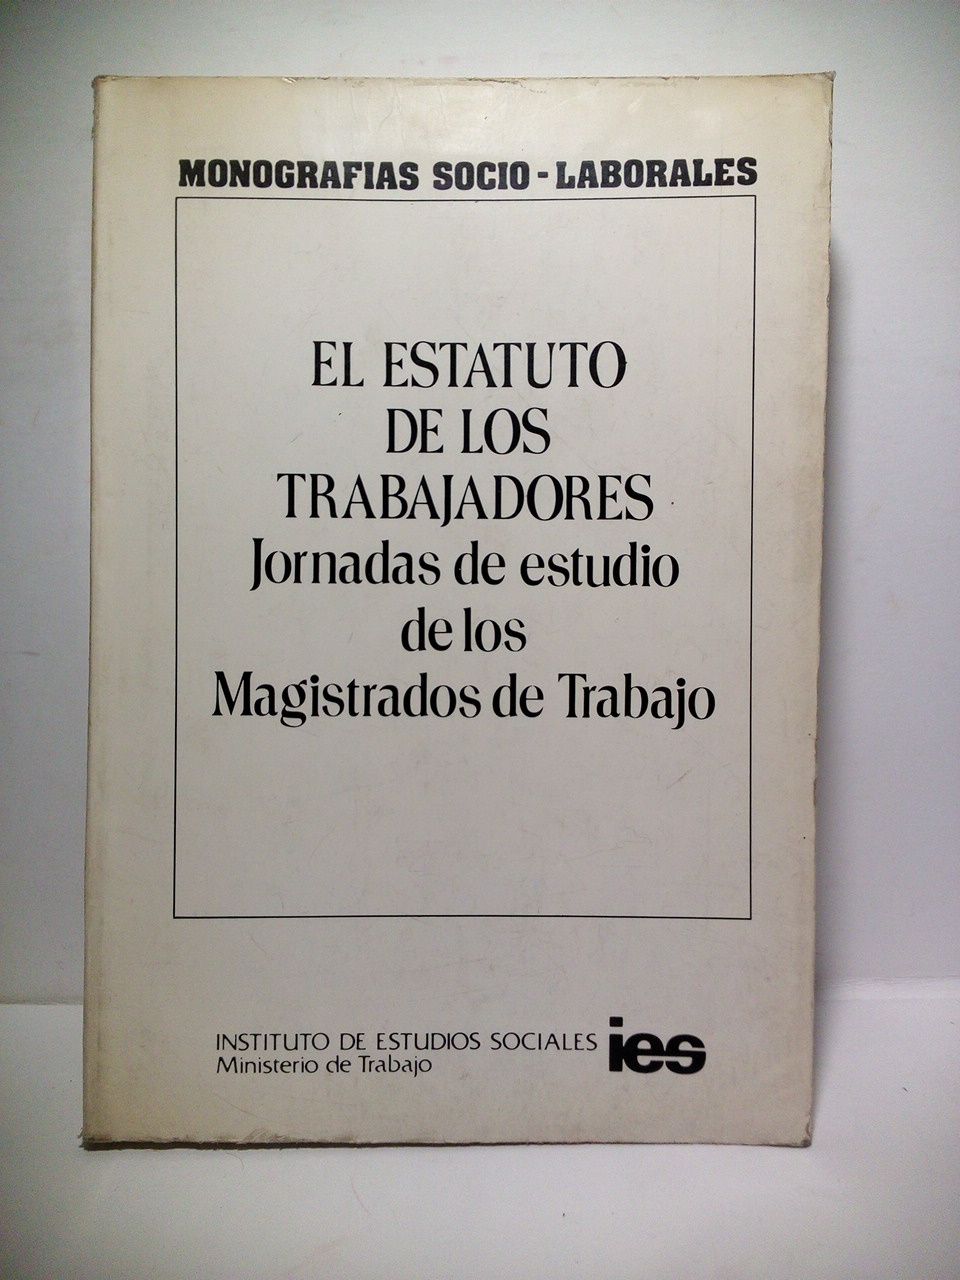 MONOGRAFIAS SOCIO-LABORALES
EL ESTATUTO
DE LOS
TRABAJADORES
Jornadas de estudio
de los
Magistrados de Trabajo
INSTITUTO DE ESTUDIOS SOCIALES
Ministerio de Trabajo
ies